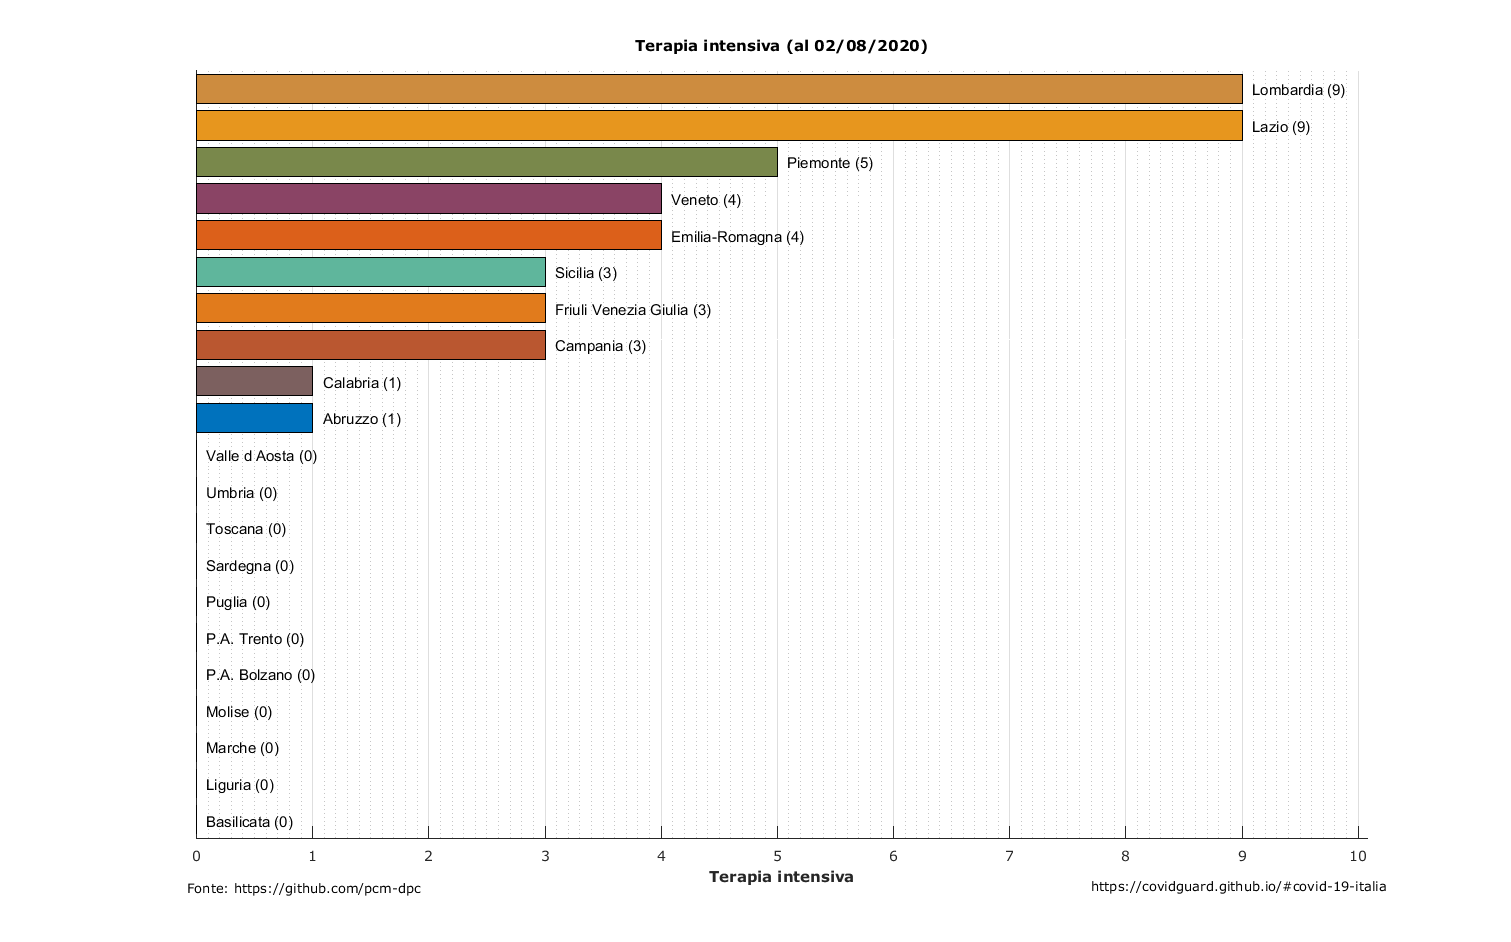 Terapia intensiva (al 02/08/2020)
Lombardia (9)
Lazio (9)
Piemonte (5)
Veneto (4)
Emilia-Romagna (4)
Sicilia (3)
Friuli Venezia Giulia (3)
Campania (3)
Calabria (1)
Abruzzo (1)
Valle d Aosta (0)
Umbria (0)
Toscana (0)
Sardegna (0)
Puglia (0)
P.A. Trento (0)
P.A. Bolzano (0)
Molise (0)
Marche (0)
Liguria (0)
Basilicata (0)
0 1 2 3 4 5 6 7 8 9 10
Terapia intensiva
Fonte: https://github.com/pcm-dpc
https://covidguard.github.io/#covid-19-italia